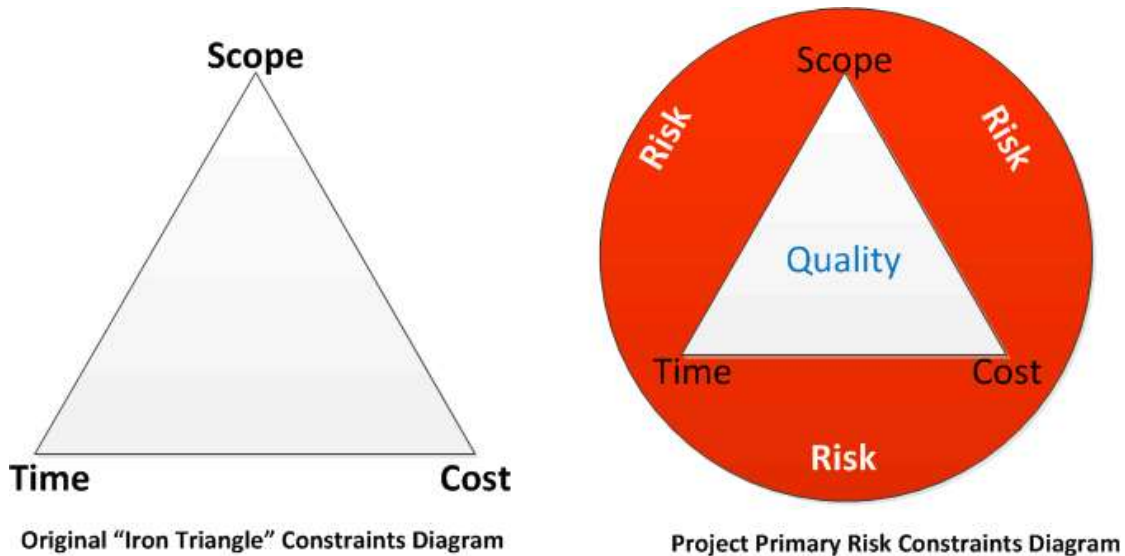 Scope
Time
Cost
Original “Iron Triangle” Constraints Diagram
Scope
Risk
Risk
Quality
Time
Cost
Risk
Project Primary Risk Constraints Diagram